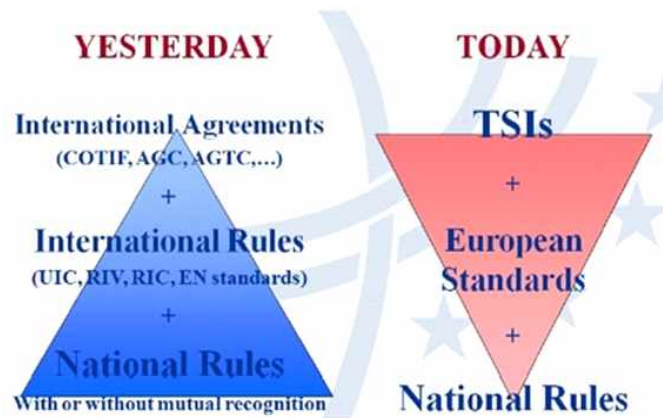 YESTERDAY
International Agreements
(COTIF, AGC, AGTC,...)
+
International Rules
(UIC, RIV, RIC, EN standards)
+
National Rules
With or without mutual recognition
TODAY
TSIs
+
European
Standards
+
National Rules